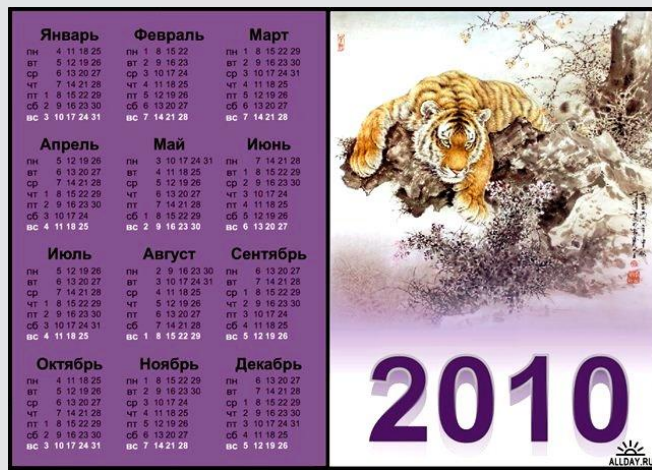 Январь
пн 4 11 18 25
вт 5 12 19 26
ср 6 13 20 27
чт 7 14 21 28
пт 1 8 15 22 29
сб 2 9 16 23 30
вс 3 10 17 24 31
Февраль
пн 1 8 15 22
вт 2 9 16 23
ср 3 10 17 24
чт 4 11 18 25
пт 5 12 19 26
сб 6 13 20 27
вс 7 14 21 28
Март
пн 1 8 15 22 29
вт 2 9 16 23 30
ср 3 10 17 24 31
чт 4 11 18 25
пт 5 12 19 26
сб 6 13 20 27
вс 7 14 21 28
Апрель
пн 5 12 19 26
вт 6 13 20 27
ср 7 14 21 28
чт 1 8 15 22 29
пт 2 9 16 23 30
сб 3 10 17 24
вс 4 11 18 25
Май
пн 3 10 17 24 31
вт 4 11 18 25
ср 5 12 19 26
чт 6 13 20 27
пт 7 14 21 28
сб 1 8 15 22 29
вс 2 9 16 23 30
Июнь
пн 7 14 21 28
вт 1 8 15 22 29
ср 2 9 16 23 30
чт 3 10 17 24
пт 4 11 18 25
сб 5 12 19 26
вс 6 13 20 27
Июль
пн 5 12 19 26
вт 6 13 20 27
ср 7 14 21 28
чт 1 8 15 22 29
пт 2 9 16 23 30
сб 3 10 17 24 31
вс 4 11 18 25
Август
пн 2 9 16 23 30
вт 3 10 17 24 31
ср 4 11 18 25
чт 5 12 19 26
пт 6 13 20 27
сб 7 14 21 28
вс 1 8 15 22 29
Сентябрь
пн 6 13 20 27
вт 7 14 21 28
ср 1 8 15 22 29
чт 2 9 16 23 30
пт 3 10 17 24
сб 4 11 18 25
вс 5 12 19 26
Октябрь
пн 4 11 18 25
вт 5 12 19 26
ср 6 13 20 27
чт 7 14 21 28
пт 1 8 15 22 29
сб 2 9 16 23 30
вс 3 10 17 24 31
Ноябрь
пн 1 8 15 22 29
вт 2 9 16 23 30
ср 3 10 17 24
чт 4 11 18 25
пт 5 12 19 26
сб 6 13 20 27
вс 7 14 21 28
Декабрь
пн 6 13 20 27
вт 7 14 21 28
ср 1 8 15 22 29
чт 2 9 16 23 30
пт 3 10 17 24 31
сб 4 11 18 25
вс 5 12 19 26
2010
ALLDAY.RU